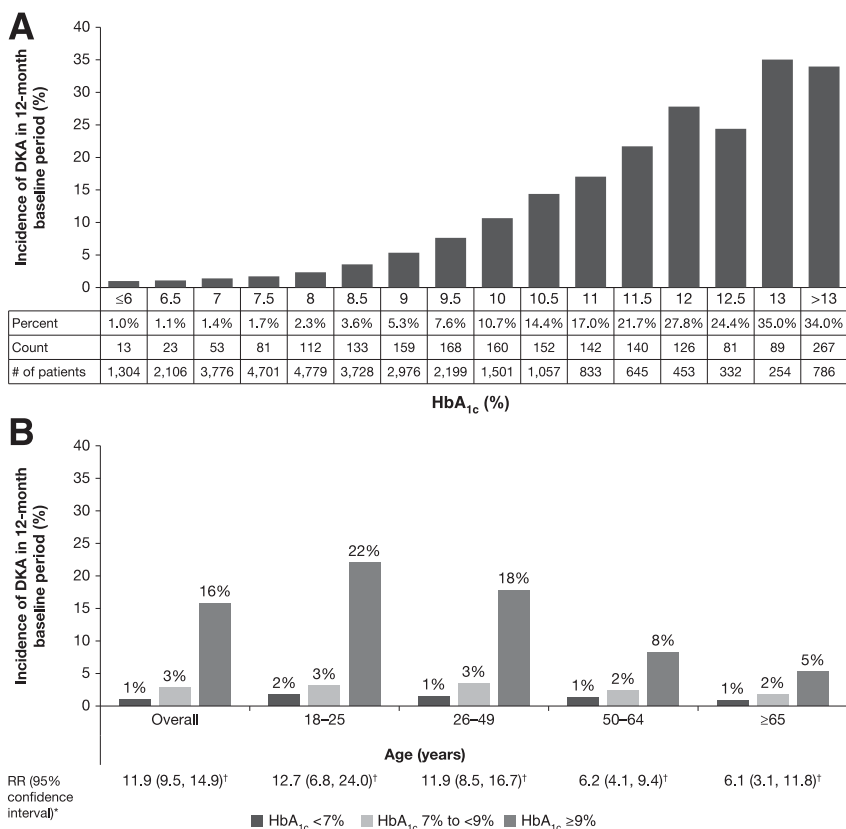 A
Incidence of DKA in 12-month
baseline period (%)
40
35
30
25
20
15
10
5
0
≤6 6.5 7 7.5 8 8.5 9 9.5 10 10.5 11 11.5 12 12.5 13 >13
Percent 1.0% 1.1% 1.4% 1.7% 2.3% 3.6% 5.3% 7.6% 10.7% 14.4% 17.0% 21.7% 27.8% 24.4% 35.0% 34.0%
Count 13 23 53 81 112 133 159 168 160 152 142 140 126 81 89 267
# of patients 1,304 2,106 3,776 4,701 4,779 3,728 2,976 2,199 1,501 1,057 833 645 453 332 254 786
HbA1c (%)
B
Incidence of DKA in 12-month
baseline period (%)
40
35
30
25
20
15
10
5
0
1% 3% 16% 2% 3% 22% 1% 3% 18% 1% 2% 8% 1% 2% 5%
Overall 18–25 26–49 50–64 ≥65
Age (years)
RR (95%
confidence
interval)*
11.9 (9.5, 14.9)† 12.7 (6.8, 24.0)† 11.9 (8.5, 16.7)† 6.2 (4.1, 9.4)† 6.1 (3.1, 11.8)†
HbA1c <7% HbA1c 7% to <9% HbA1c ≥9%